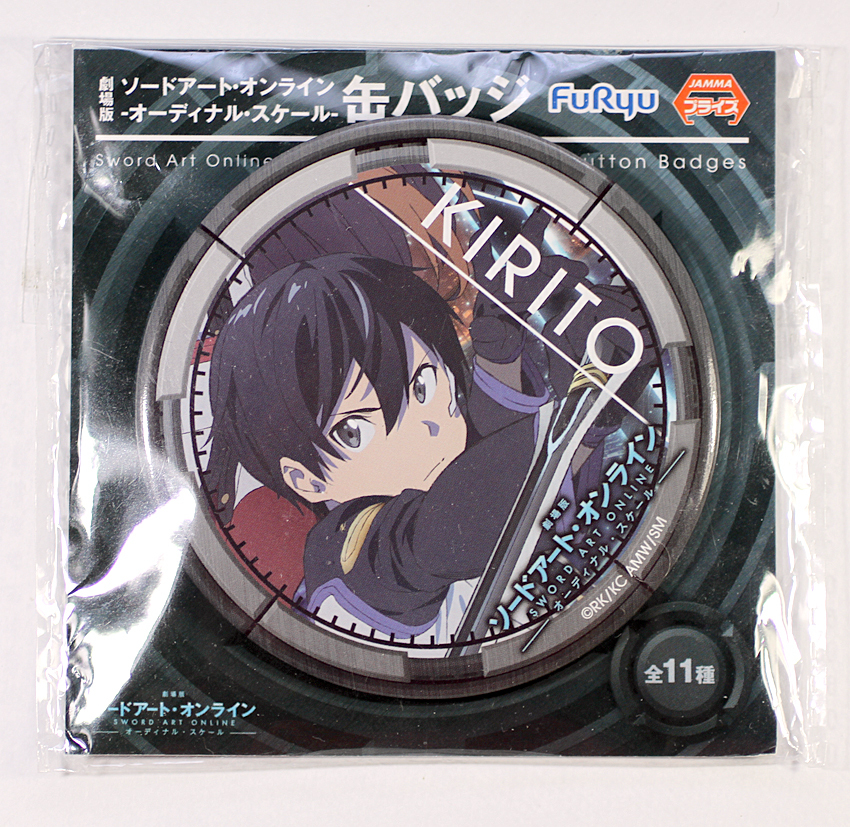 劇場版
ソードアート・オンライン
-オーディナル・スケール-
缶バッジ
FuRyu
JAMMA
プライズ
Sword Art Online
Button Badges
KIRITO
劇場版
ソードアート・オンライン
SWORD ART ONLINE
オーディナル・スケール
©RK/KC AMW/SM
全11種
劇場版
ードアート・オンライン
SWORD ART ONLINE
オーディナル・スケール